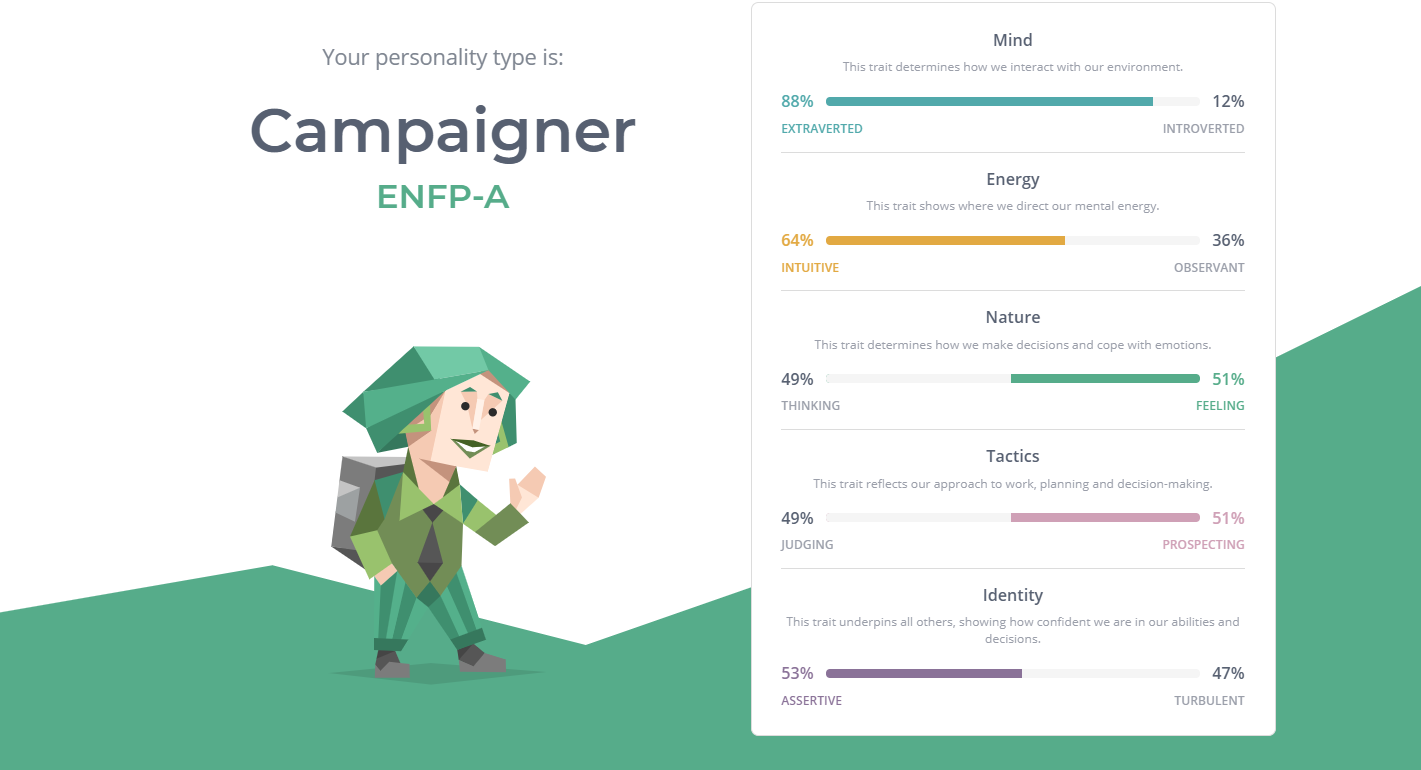 Your personality type is:
Campaigner
ENFP-A
Mind
This trait determines how we interact with our environment.
88% 12%
EXTRAVERTED INTROVERTED
Energy
This trait shows where we direct our mental energy.
64% 36%
INTUITIVE OBSERVANT
Nature
This trait determines how we make decisions and cope with emotions.
49% 51%
THINKING FEELING
Tactics
This trait reflects our approach to work, planning and decision-making.
49% 51%
JUDGING PROSPECTING
Identity
This trait underpins all others, showing how confident we are in our abilities and
decisions.
53% 47%
ASSERTIVE TURBULENT